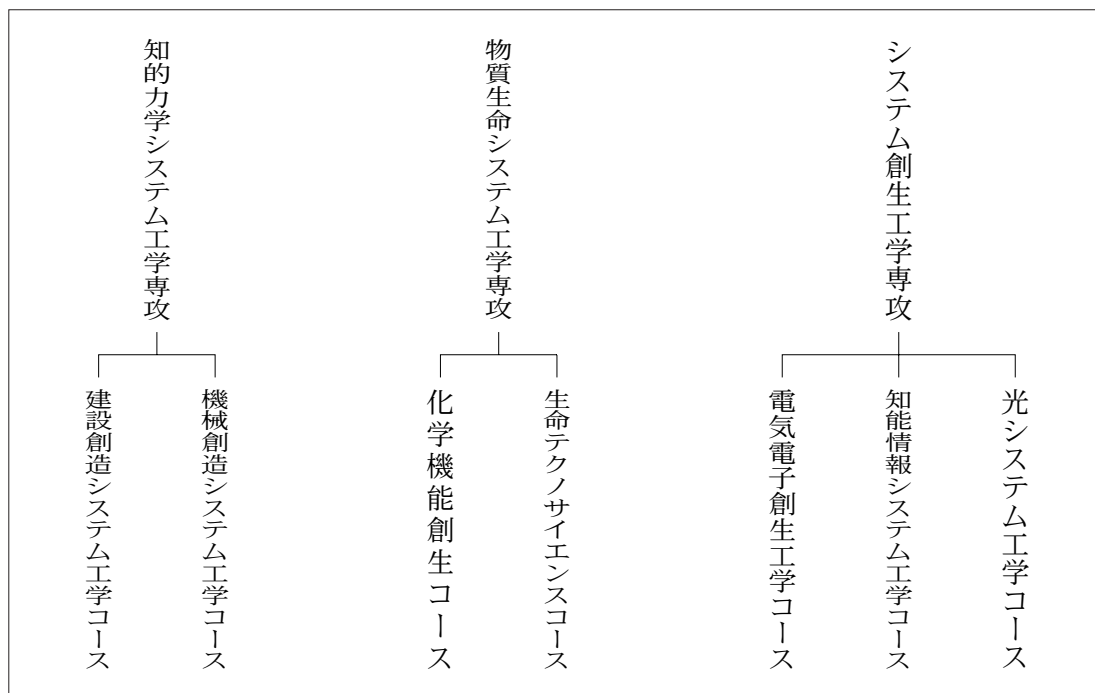 知的力学システム工学専攻
建設創造システム工学コース
機械創造システム工学コース
物質生命システム工学専攻
化学機能創生コース
生命テクノサイエンスコース
システム創生工学専攻
電気電子創生工学コース
知能情報システム工学コース
光システム工学コース